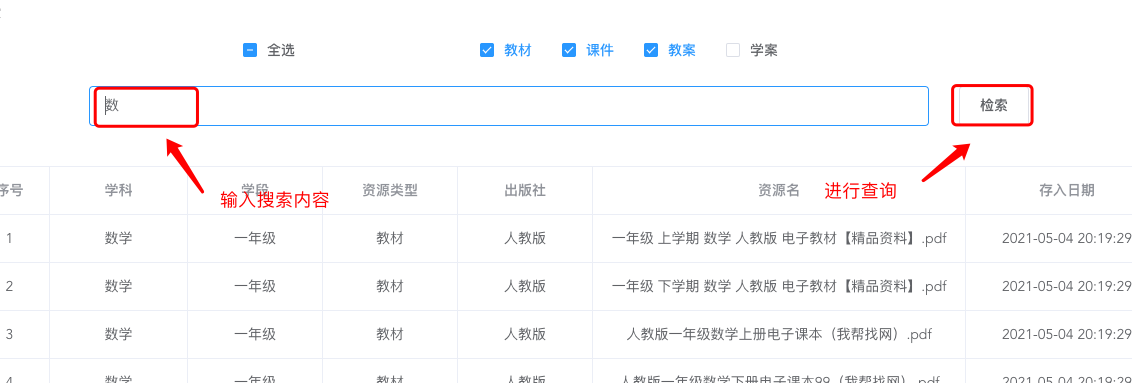 全选 教材 课件 教案 学案
数 检索
序号 学科 学段 资源类型 出版社 资源名 存入日期
输入搜索内容 进行查询
1 数学 一年级 教材 人教版 一年级 上学期 数学 人教版 电子教材【精品资料】.pdf 2021-05-04 20:19:29
2 数学 一年级 教材 人教版 一年级 下学期 数学 人教版 电子教材【精品资料】.pdf 2021-05-04 20:19:29
3 数学 一年级 教材 人教版 人教版一年级数学上册电子课本（我帮找网）.pdf 2021-05-04 20:19:29
4 数学 一年级 教材 人教版 人教版一年级数学下册电子课本99（我帮找网）.pdf 2021-05-04 20:19:29